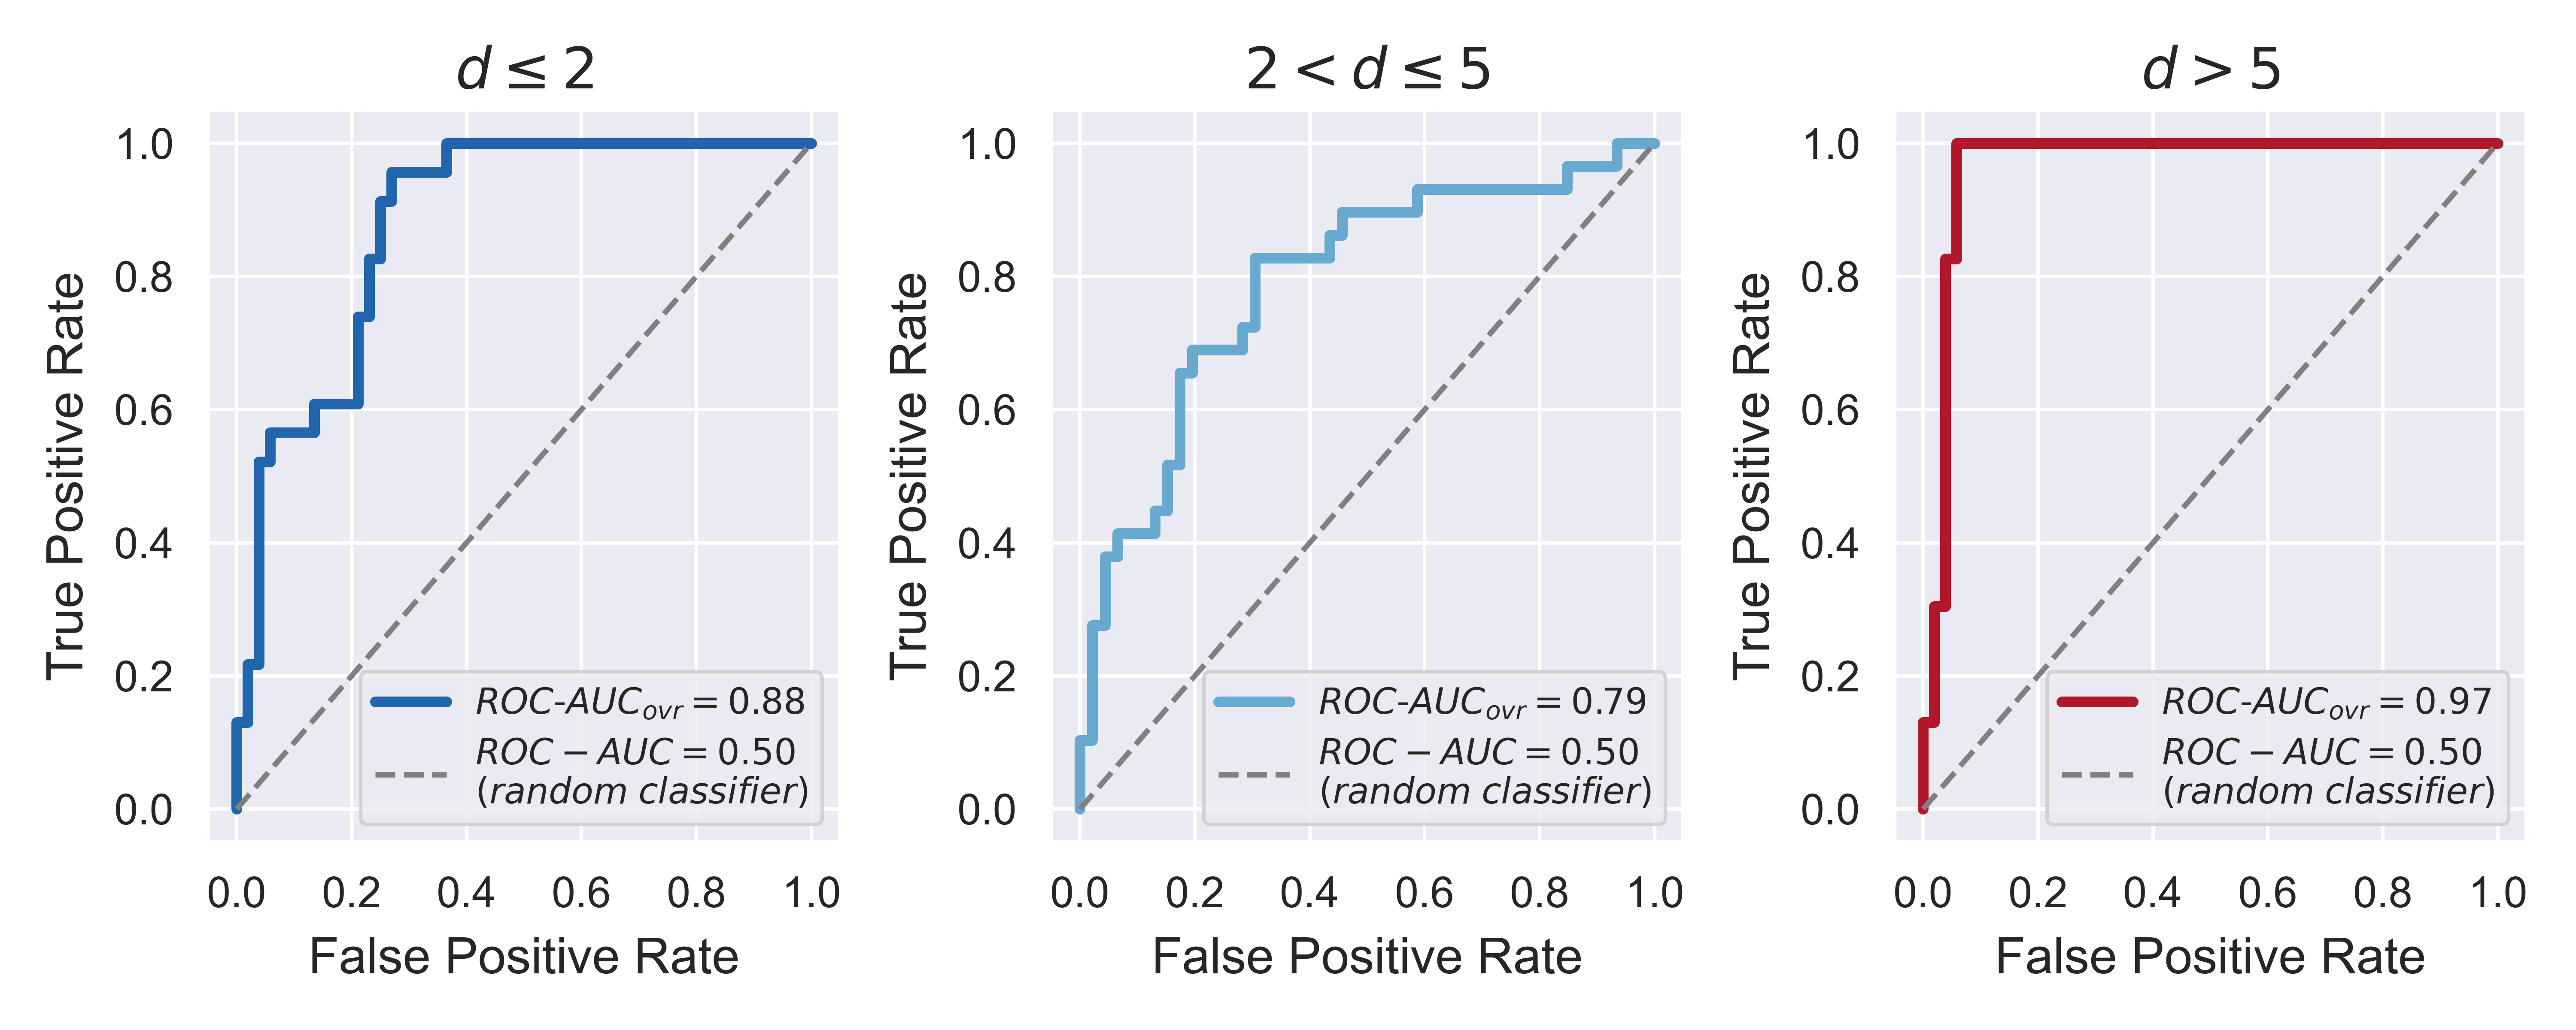 d ≤ 2
1.0
0.8
0.6
0.4
0.2
0.0
True Positive Rate
ROC-AUCovr = 0.88
ROC − AUC = 0.50
(random classifier)
0.0 0.2 0.4 0.6 0.8 1.0
False Positive Rate
2 < d ≤ 5
1.0
0.8
0.6
0.4
0.2
0.0
True Positive Rate
ROC-AUCovr = 0.79
ROC − AUC = 0.50
(random classifier)
0.0 0.2 0.4 0.6 0.8 1.0
False Positive Rate
d > 5
1.0
0.8
0.6
0.4
0.2
0.0
True Positive Rate
ROC-AUCovr = 0.97
ROC − AUC = 0.50
(random classifier)
0.0 0.2 0.4 0.6 0.8 1.0
False Positive Rate